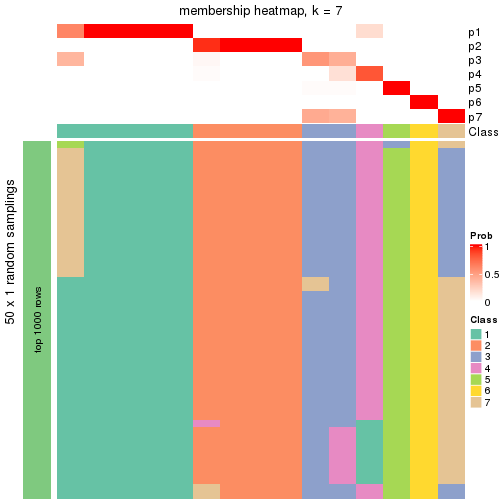 membership heatmap, k = 7
p1
p2
p3
p4
p5
p6
p7
Class
50 x 1 random samplings
top 1000 rows
Prob
1
0.5
0
Class
1
2
3
4
5
6
7